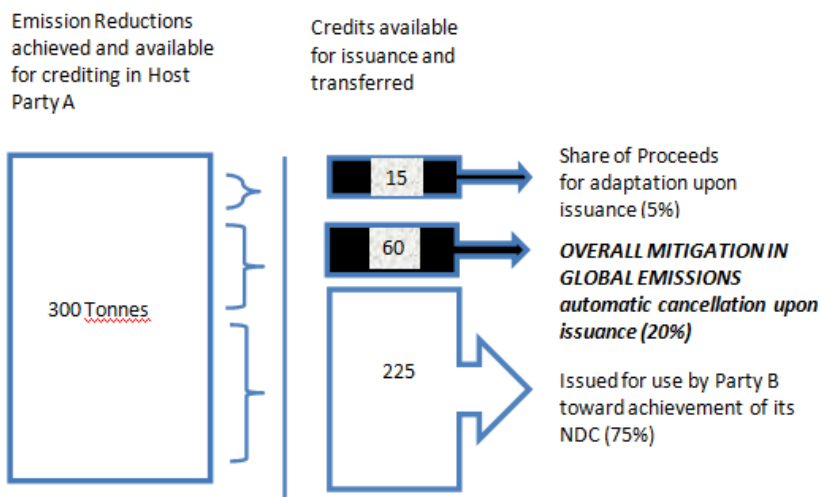 Emission Reductions
achieved and available
for crediting in Host
Party A
Credits available
for issuance and
transferred
300 Tonnes
15
Share of Proceeds
for adaptation upon
issuance (5%)
60
OVERALL MITIGATION IN
GLOBAL EMISSIONS
automatic cancellation upon
issuance (20%)
225
Issued for use by Party B
toward achievement of its
NDC (75%)